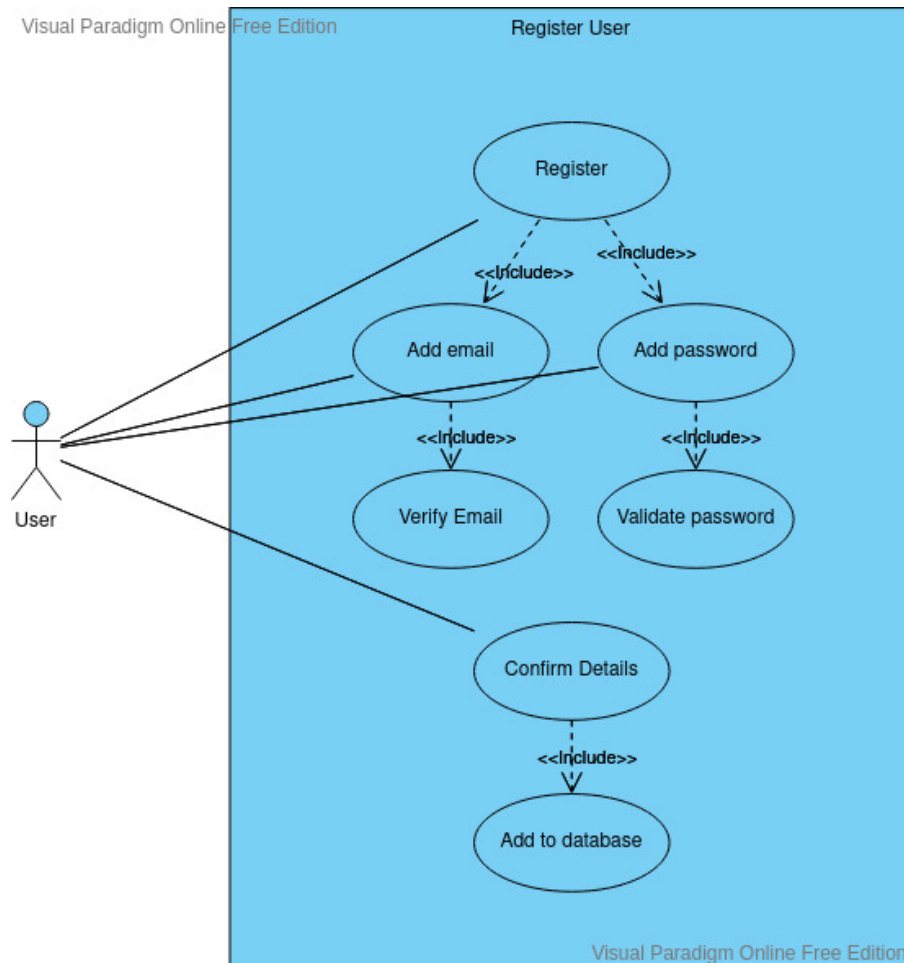 Visual Paradigm Online Free Edition
Register User
Register
<<Include>>
<<Include>>
Add email
Add password
<<Include>>
<<Include>>
Verify Email
Validate password
User
Confirm Details
<<Include>>
Add to database
Visual Paradigm Online Free Edition